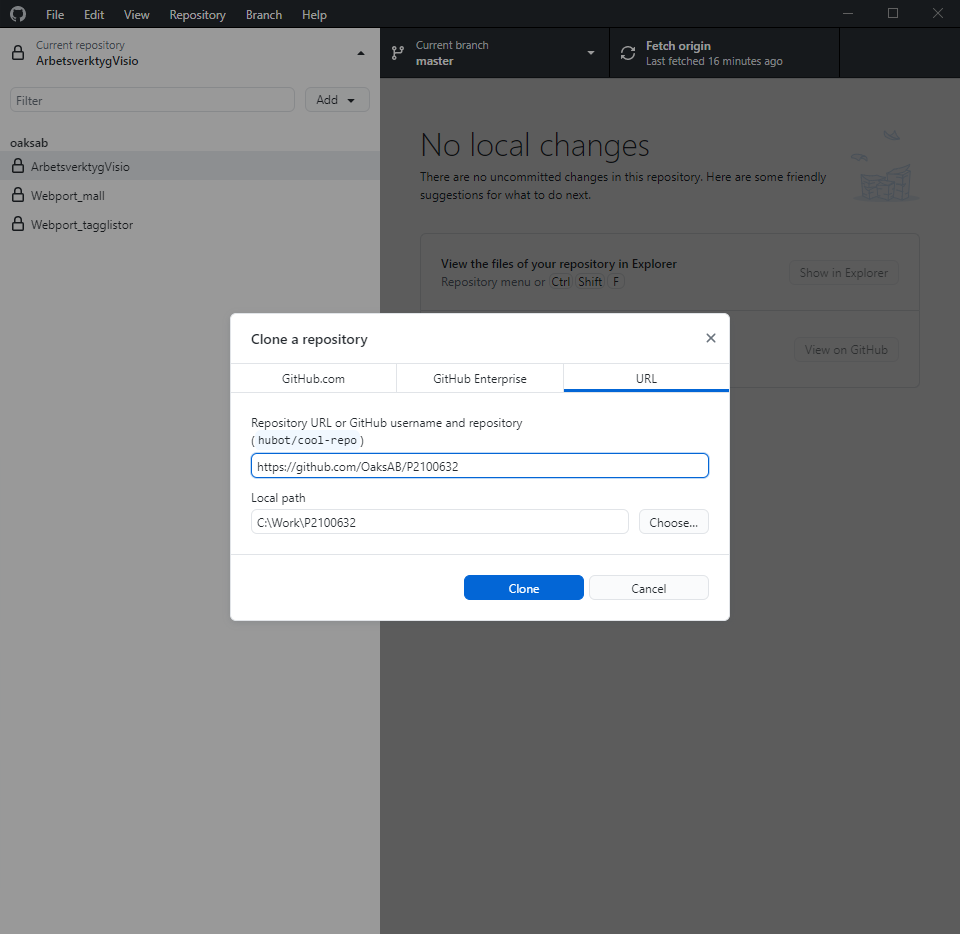 File Edit View Repository Branch Help
Current repository
ArbetsverktygVisio
Current branch
master
Fetch origin
Last fetched 16 minutes ago
Filter
Add
oaksab
ArbetsverktygVisio
Webport_mall
Webport_tagglistor
No local changes
There are no uncommitted changes in this repository. Here are some friendly
suggestions for what to do next.
View the files of your repository in Explorer
Repository menu or Ctrl Shift F
Show in Explorer
View on GitHub
Clone a repository
GitHub.com
GitHub Enterprise
URL
Repository URL or GitHub username and repository
( hubot/cool-repo )
https://github.com/OaksAB/P2100632
Local path
C:\Work\P2100632
Choose...
Clone
Cancel